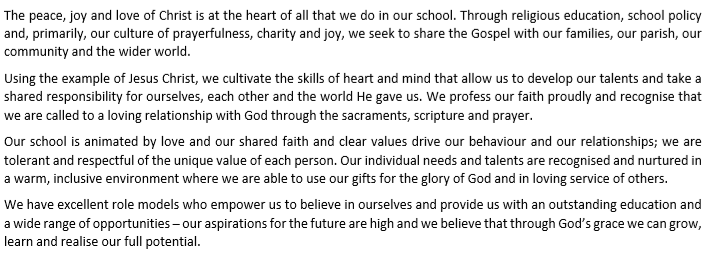 The peace, joy and love of Christ is at the heart of all that we do in our school. Through religious education, school policy
and, primarily, our culture of prayerfulness, charity and joy, we seek to share the Gospel with our families, our parish, our
community and the wider world.
Using the example of Jesus Christ, we cultivate the skills of heart and mind that allow us to develop our talents and take a
shared responsibility for ourselves, each other and the world He gave us. We profess our faith proudly and recognise that
we are called to a loving relationship with God through the sacraments, scripture and prayer.
Our school is animated by love and our shared faith and clear values drive our behaviour and our relationships; we are
tolerant and respectful of the unique value of each person. Our individual needs and talents are recognised and nurtured in
a warm, inclusive environment where we are able to use our gifts for the glory of God and in loving service of others.
We have excellent role models who empower us to believe in ourselves and provide us with an outstanding education and
a wide range of opportunities – our aspirations for the future are high and we believe that through God’s grace we can grow,
learn and realise our full potential.